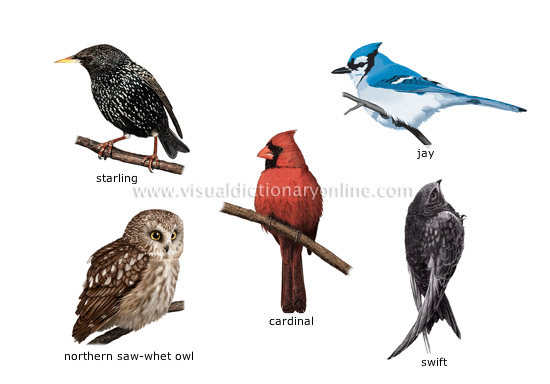 jay
starling
www.visualdictionaryonline.com
cardinal
northern saw-whet owl
swift